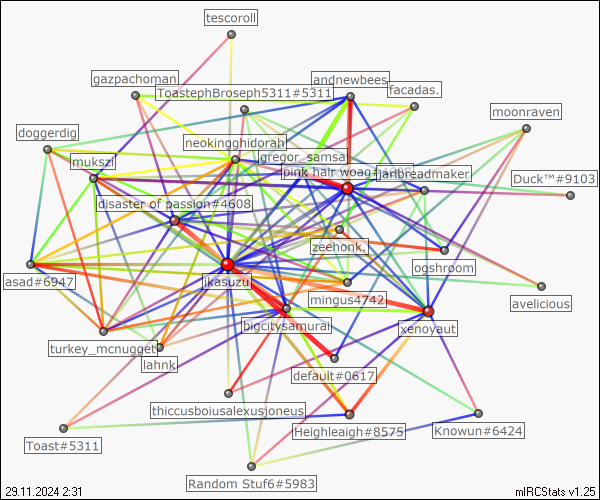 tescoroll
gazpachoman
andnewbees
ToastephBroseph5311#5311
facadas.
moonraven
doggerdig
neokingghidorah
gregor_samsa
mukszi
pink hair woag#
janbreadmaker
Duck™#9103
disaster of passion#4608
zeehonk.
ogshroom
asad#6947
ikasuzu
mingus4742
avelicious
bigcitysamurai
xenoyaut
turkey_mcnugget
lahnk
default#0617
thiccusboiusalexusjoneus
Heighleaigh#8575
Knowun#6424
Toast#5311
Random Stuf6#5983
29.11.2024 2:31
mIRCStats v1.25